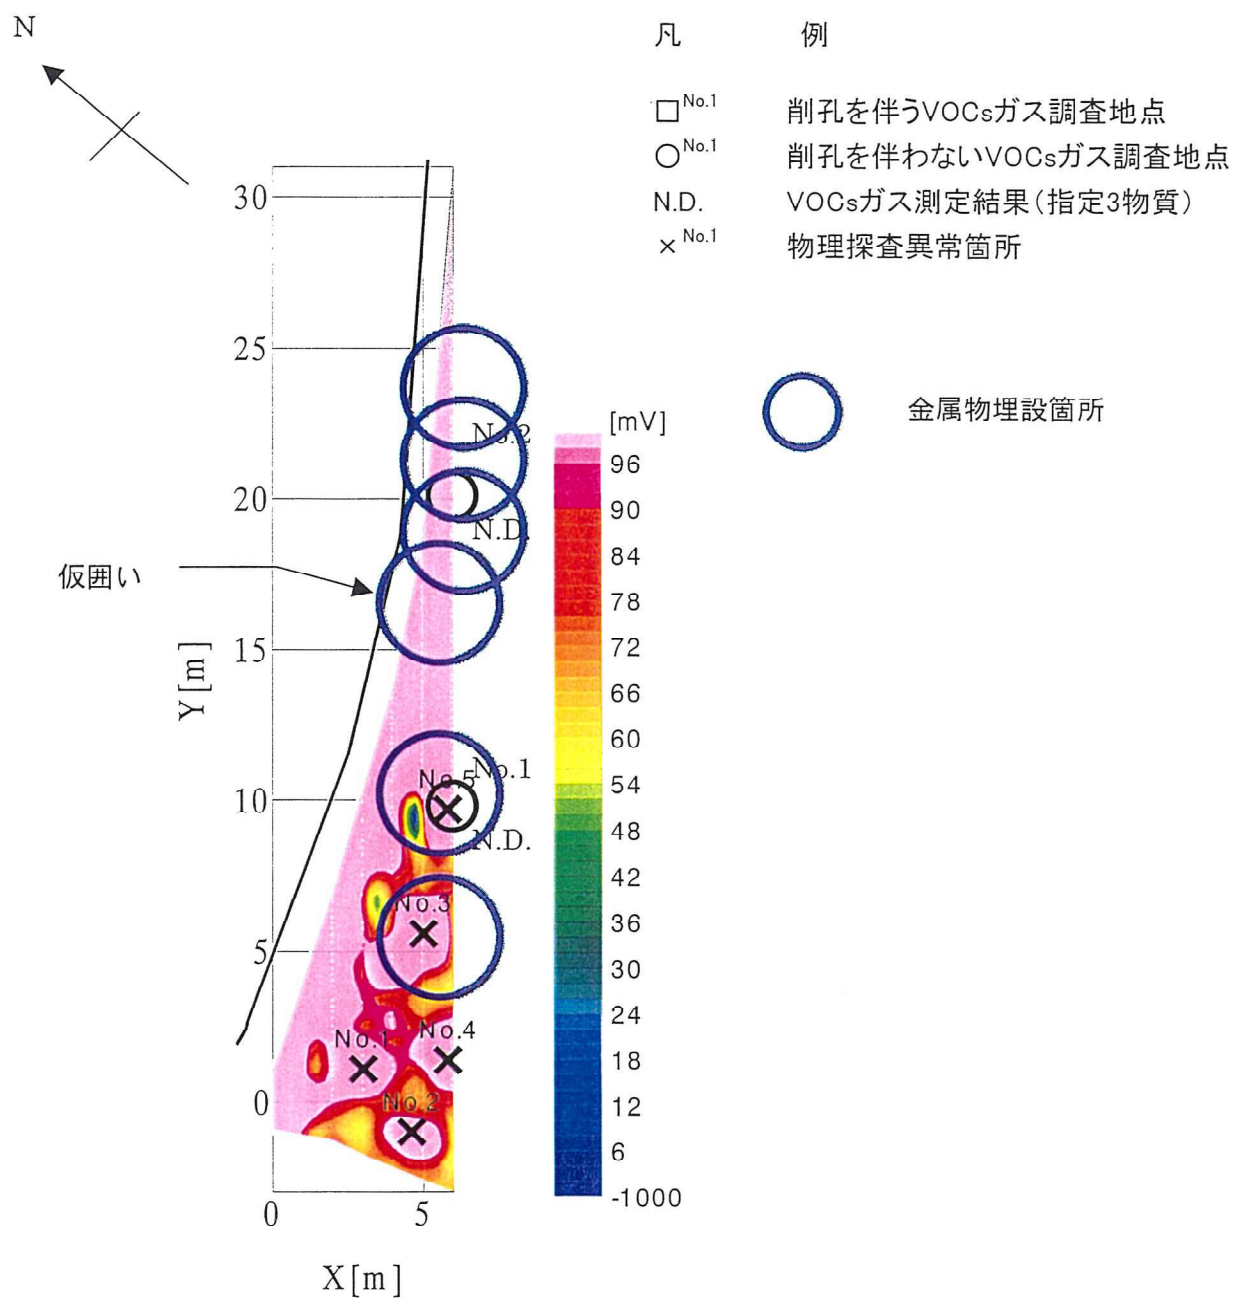 N
凡 例
No.1 削孔を伴うVOCsガス調査地点
No.1 削孔を伴わないVOCsガス調査地点
N.D. VOCsガス測定結果(指定3物質)
× No.1 物理探査異常箇所
金属物埋設箇所
仮囲い
Y[m]
30
25
20
15
10
5
0
0 5
X[m]
No.2
N.D.
No.1
No.5
N.D.
No.3
No.1
No.4
No.2
[mV]
96
90
84
78
72
66
60
54
48
42
36
30
24
18
12
6
-1000